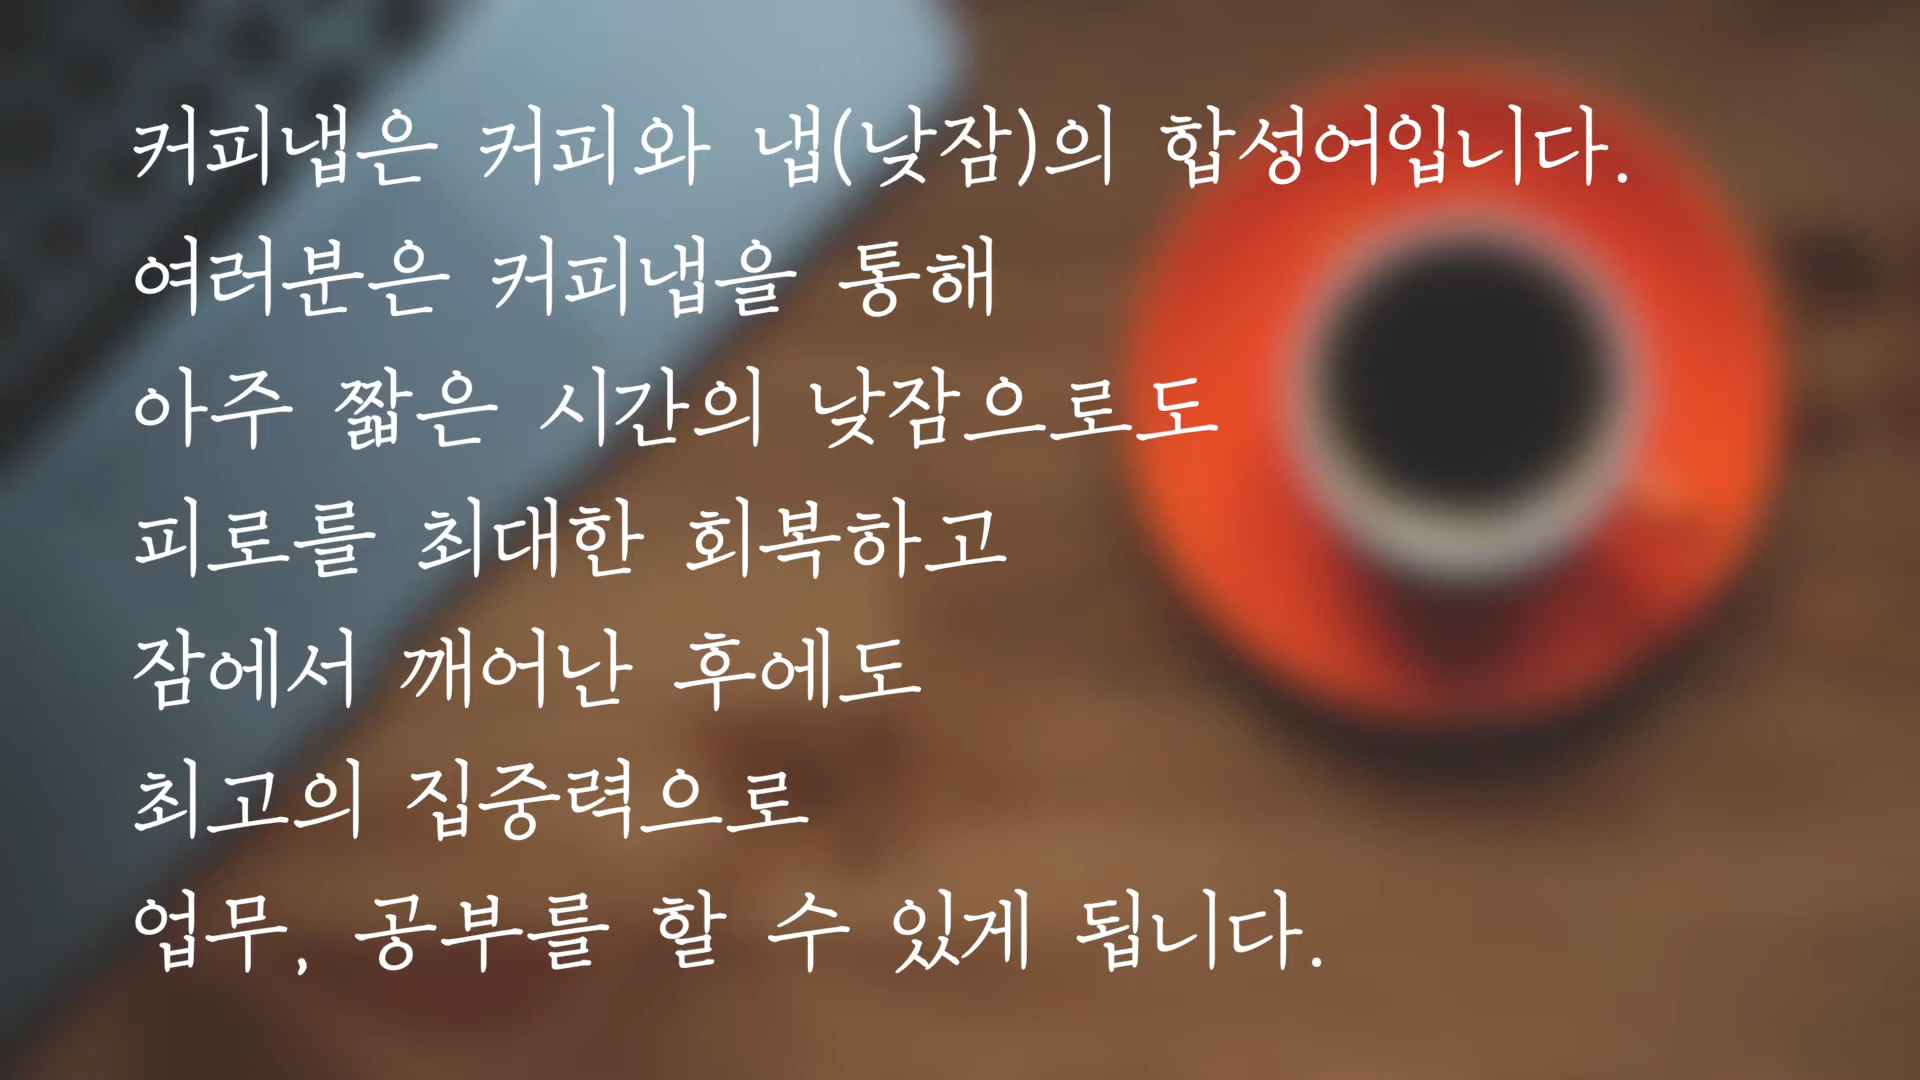 커피냅은 커피와 냅(낮잠)의 합성어입니다.
여러분은 커피냅을 통해
아주 짧은 시간의 낮잠으로도
피로를 최대한 회복하고
잠에서 깨어난 후에도
최고의 집중력으로
업무, 공부를 할 수 있게 됩니다.